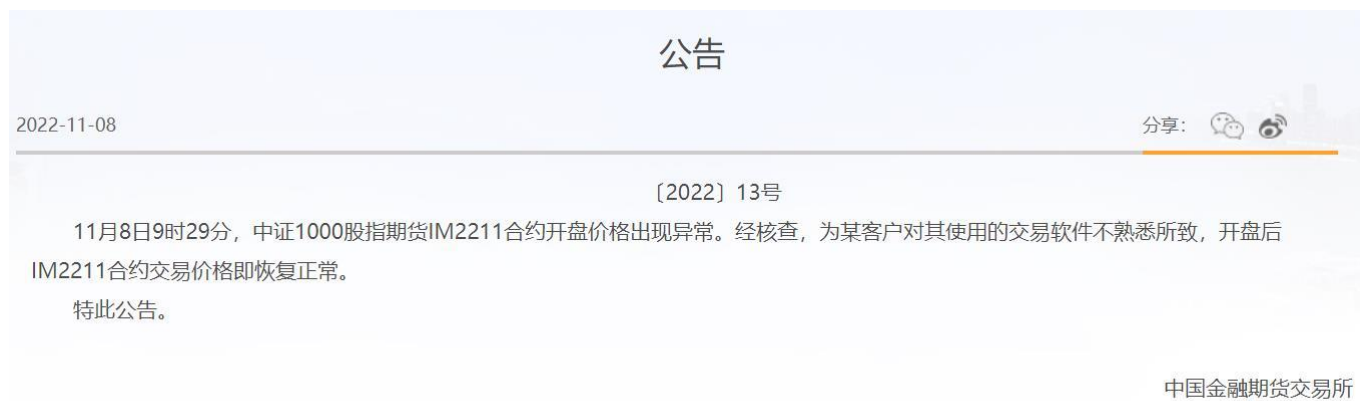 公告
2022-11-08
分享：
〔2022〕13号
11月8日9时29分，中证1000股指期货IM2211合约开盘价格出现异常。经核查，为某客户对其使用的交易软件不熟悉所致，开盘后
IM2211合约交易价格即恢复正常。
特此公告。
中国金融期货交易所